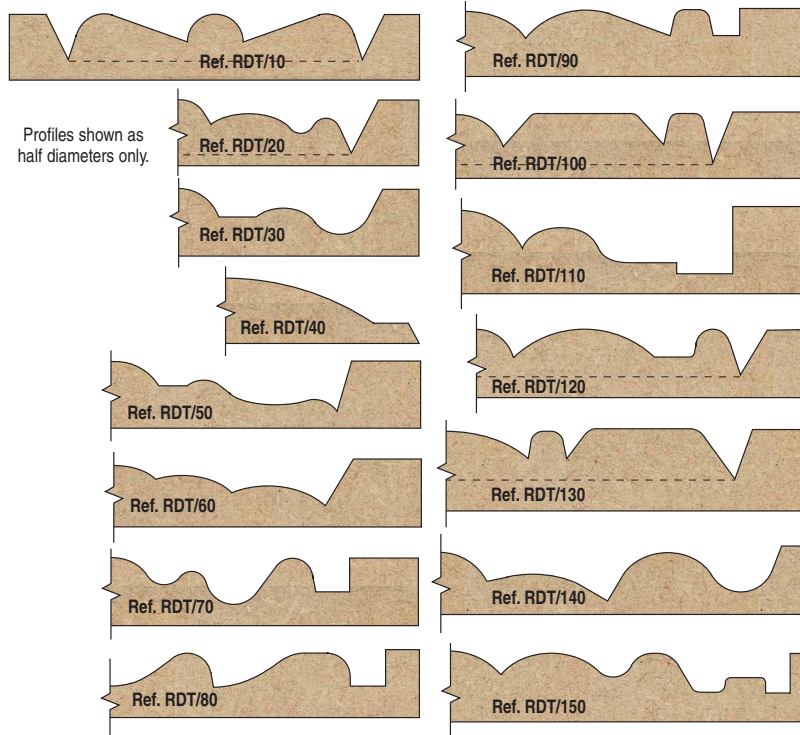 Ref. RDT/10
Profiles shown as
half diameters only.
Ref. RDT/20
Ref. RDT/30
Ref. RDT/40
Ref. RDT/50
Ref. RDT/60
Ref. RDT/70
Ref. RDT/80
Ref. RDT/90
Ref. RDT/100
Ref. RDT/110
Ref. RDT/120
Ref. RDT/130
Ref. RDT/140
Ref. RDT/150